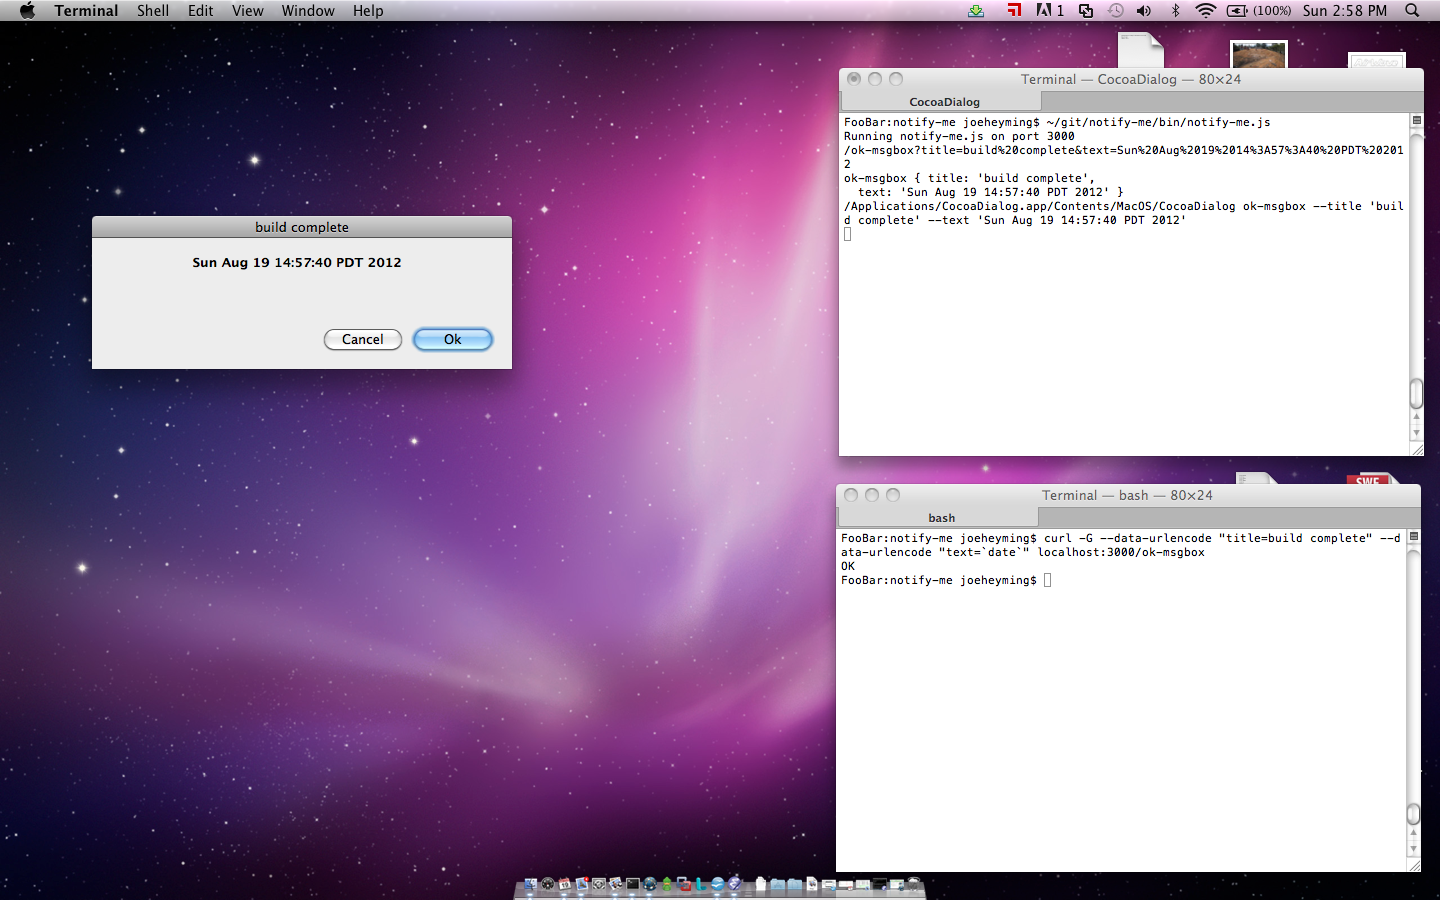 Terminal Shell Edit View Window Help
1 (100%) Sun 2:58 PM
Terminal — CocoaDialog — 80×24
CocoaDialog
FooBar:notify-me joeheyming$ ~/git/notify-me/bin/notify-me.js
Running notify-me.js on port 3000
/ok-msgbox?title=build%20complete&text=Sun%20Aug%2019%2014%3A57%3A40%20PDT%20201
2
ok-msgbox { title: 'build complete',
  text: 'Sun Aug 19 14:57:40 PDT 2012' }
/Applications/CocoaDialog.app/Contents/MacOS/CocoaDialog ok-msgbox --title 'buil
d complete' --text 'Sun Aug 19 14:57:40 PDT 2012'
build complete
Sun Aug 19 14:57:40 PDT 2012
Cancel Ok
SWF
Terminal — bash — 80×24
bash
FooBar:notify-me joeheyming$ curl -G --data-urlencode "title=build complete" --d
ata-urlencode "text=`date`" localhost:3000/ok-msgbox
OK
FooBar:notify-me joeheyming$